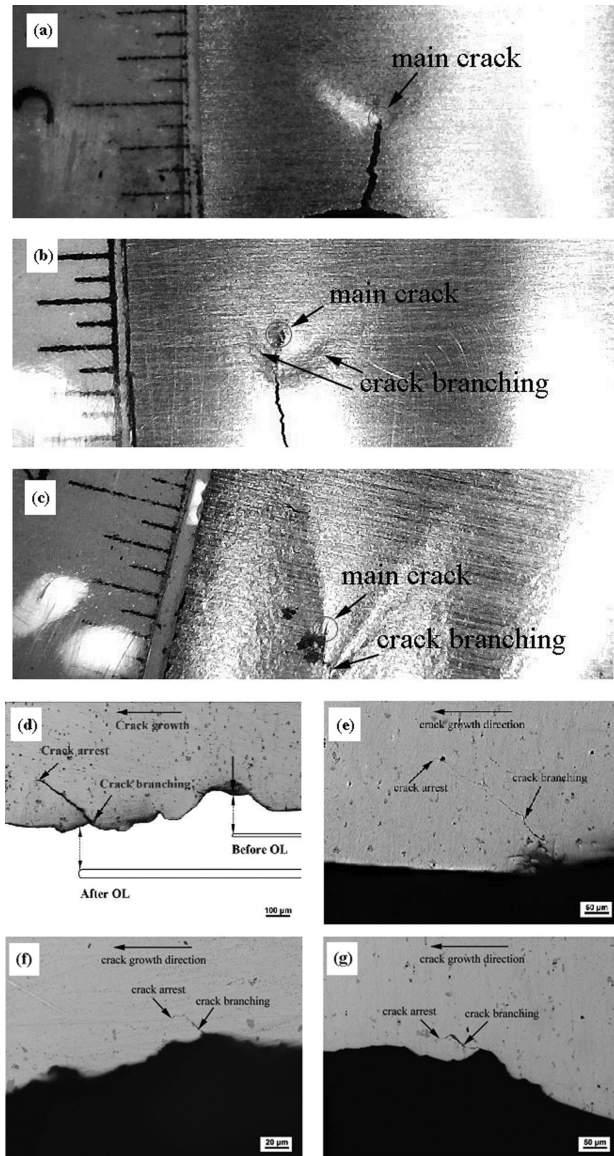 (a)
main crack
(b)
main crack
crack branching
(c)
main crack
crack branching
(d)
Crack growth
Crack arrest
Crack branching
Before OL
After OL
100 µm
(e)
crack growth direction
crack branching
crack arrest
50 µm
(f)
crack growth direction
crack arrest
crack branching
20 µm
(g)
crack growth direction
crack arrest
crack branching
50 µm